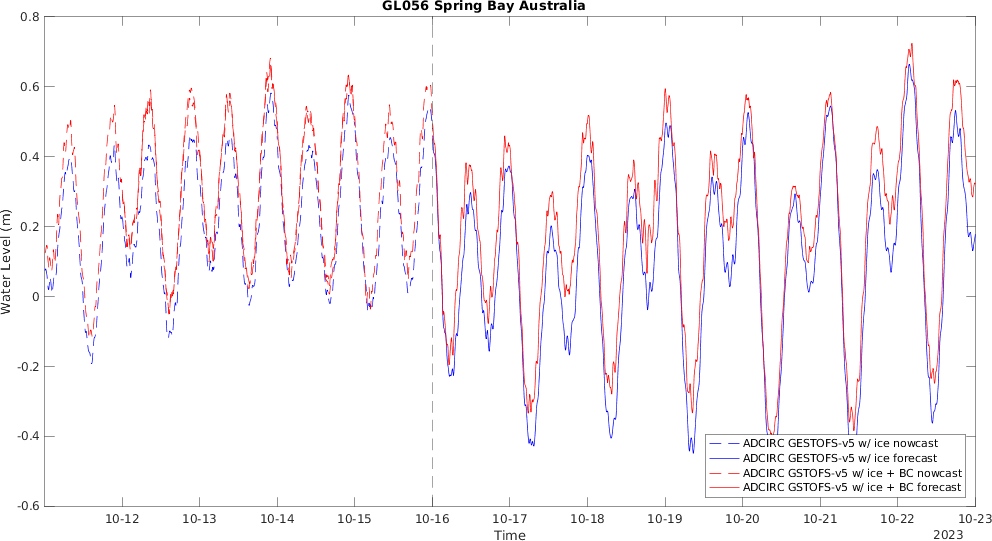 GL056 Spring Bay Australia
0.8
0.6
0.4
0.2
0
-0.2
-0.4
-0.6
Water Level (m)
ADCIRC GESTOFS-v5 w/ ice nowcast
ADCIRC GESTOFS-v5 w/ ice forecast
ADCIRC GSTOFS-v5 w/ ice + BC nowcast
ADCIRC GSTOFS-v5 w/ ice + BC forecast
10-12 10-13 10-14 10-15 10-16 10-17 10-18 10-19 10-20 10-21 10-22 10-23
Time
2023